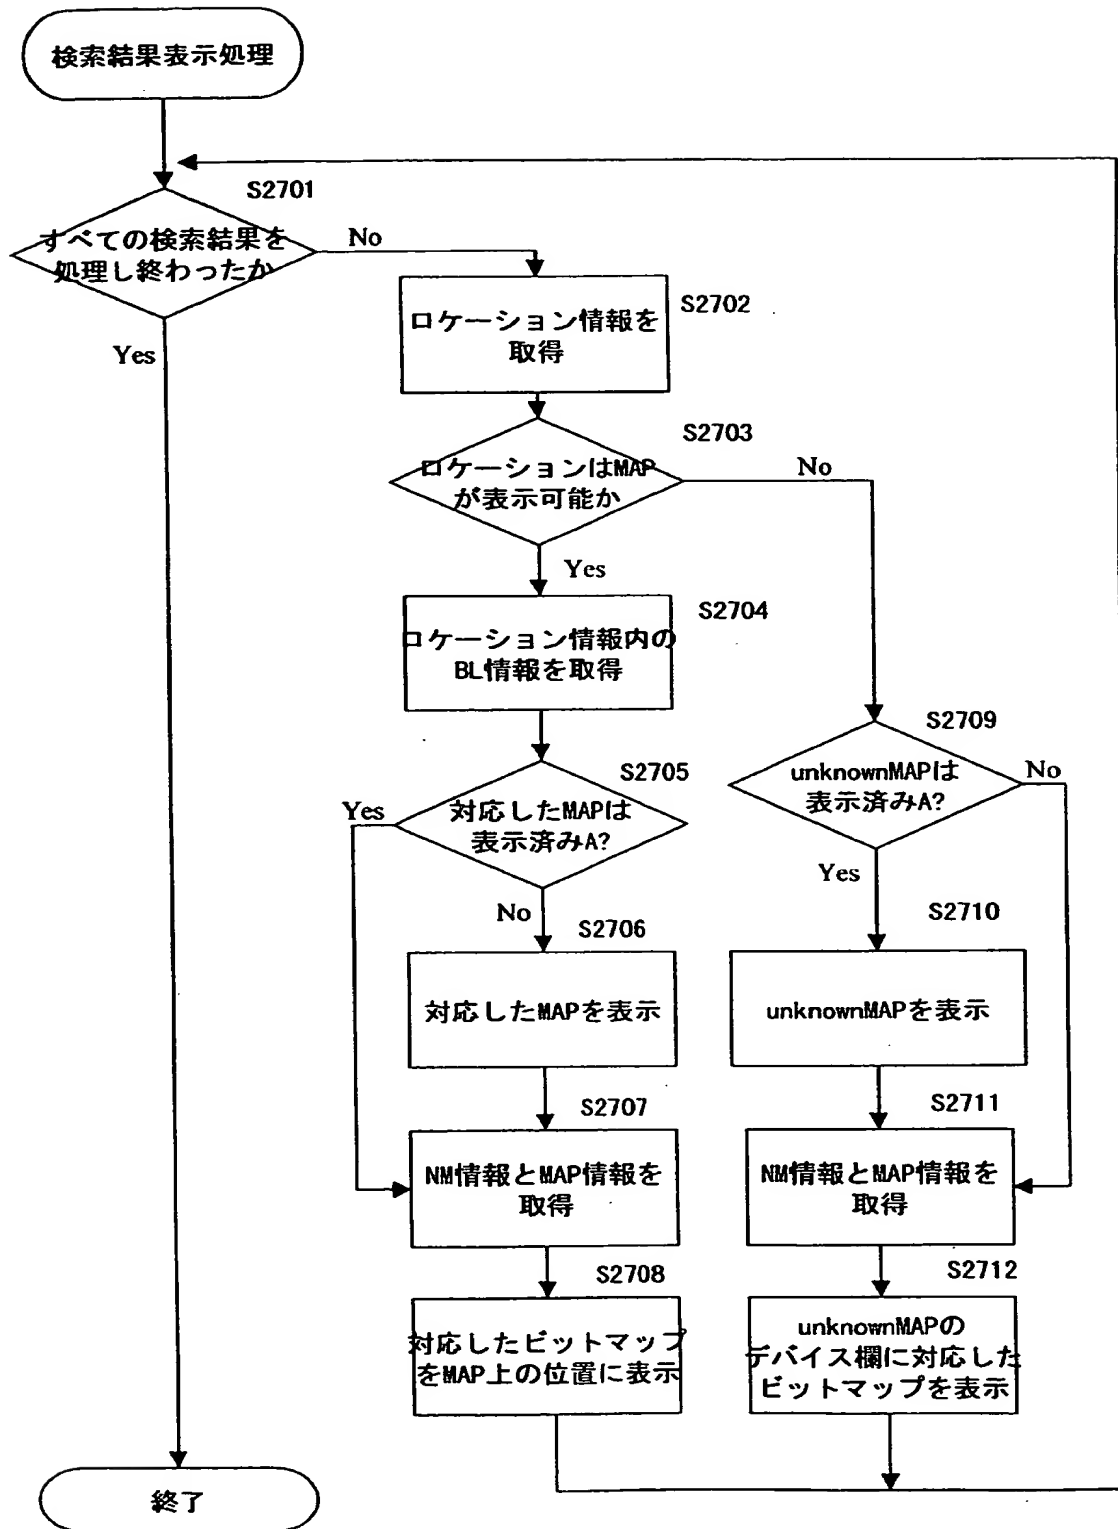 検索結果表示処理
S2701
すべての検索結果を
処理し終わったか
No
Yes
S2702
ロケーション情報を
取得
S2703
ロケーションはMAP
が表示可能か
No
Yes
S2704
ロケーション情報内の
BL情報を取得
S2705
対応したMAPは
表示済みA?
Yes
No
S2709
unknownMAPは
表示済みA?
No
Yes
S2706
対応したMAPを表示
S2710
unknownMAPを表示
S2707
NM情報とMAP情報を
取得
S2711
NM情報とMAP情報を
取得
S2708
対応したビットマップ
をMAP上の位置に表示
S2712
unknownMAPの
デバイス欄に対応した
ビットマップを表示
終了